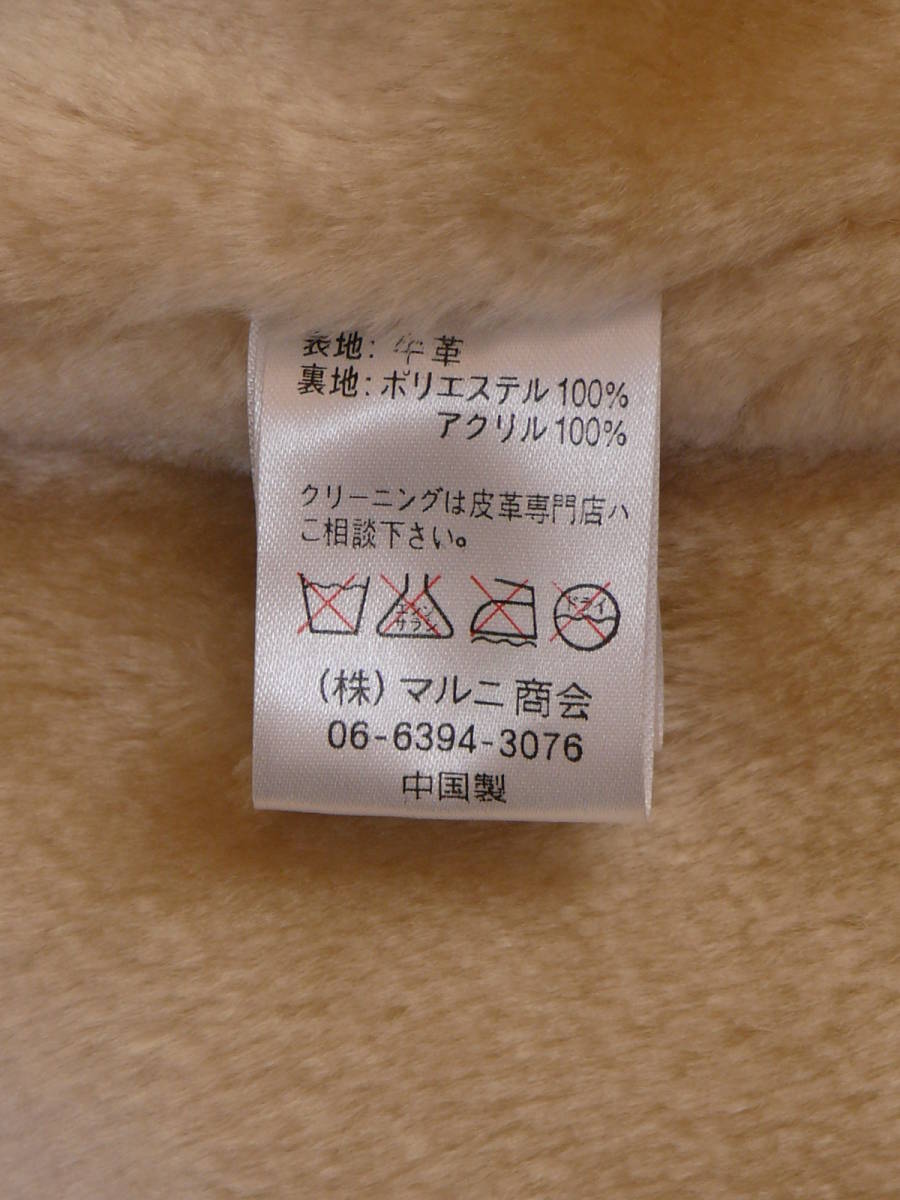 表地: 牛革
裏地: ポリエステル100%
アクリル100%
クリーニングは皮革専門店ハ
ご相談下さい。
エンソ
サラシ
ドライ
(株) マルニ商会
06-6394-3076
中国製